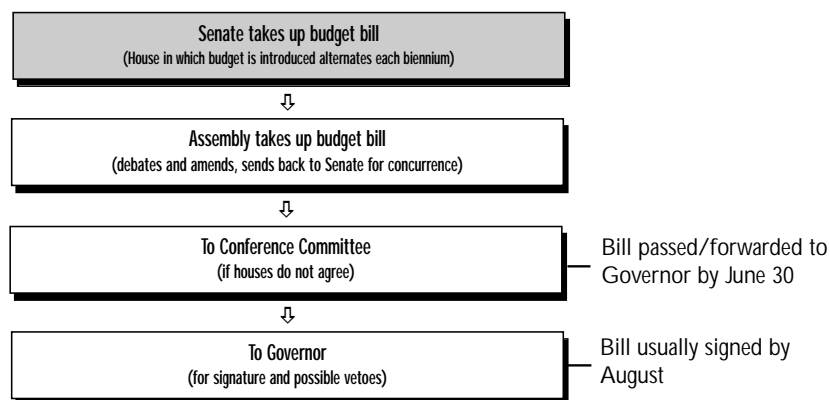 Senate takes up budget bill
(House in which budget is introduced alternates each biennium)
Assembly takes up budget bill
(debates and amends, sends back to Senate for concurrence)
To Conference Committee
(if houses do not agree)
Bill passed/forwarded to
Governor by June 30
To Governor
(for signature and possible vetoes)
Bill usually signed by
August